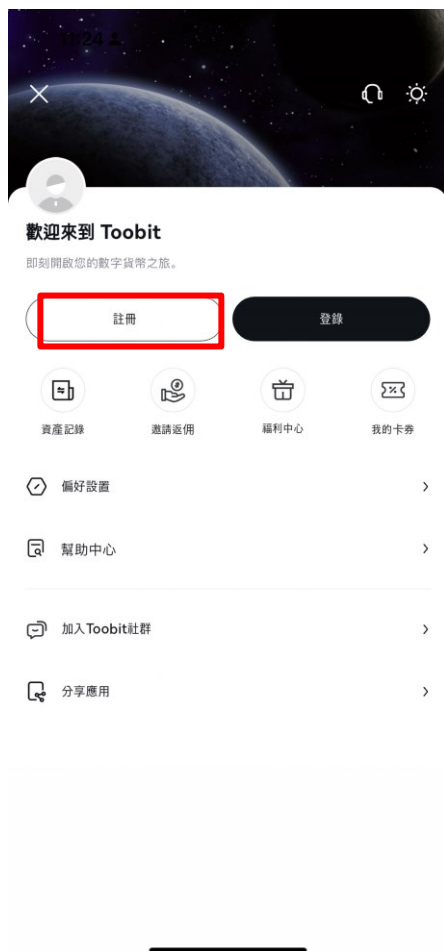 11:24
歡迎來到 Toobit
即刻開啟您的數字貨幣之旅。
註冊
登錄
資產記錄
邀請返佣
福利中心
我的卡券
偏好設置
幫助中心
加入Toobit社群
分享應用